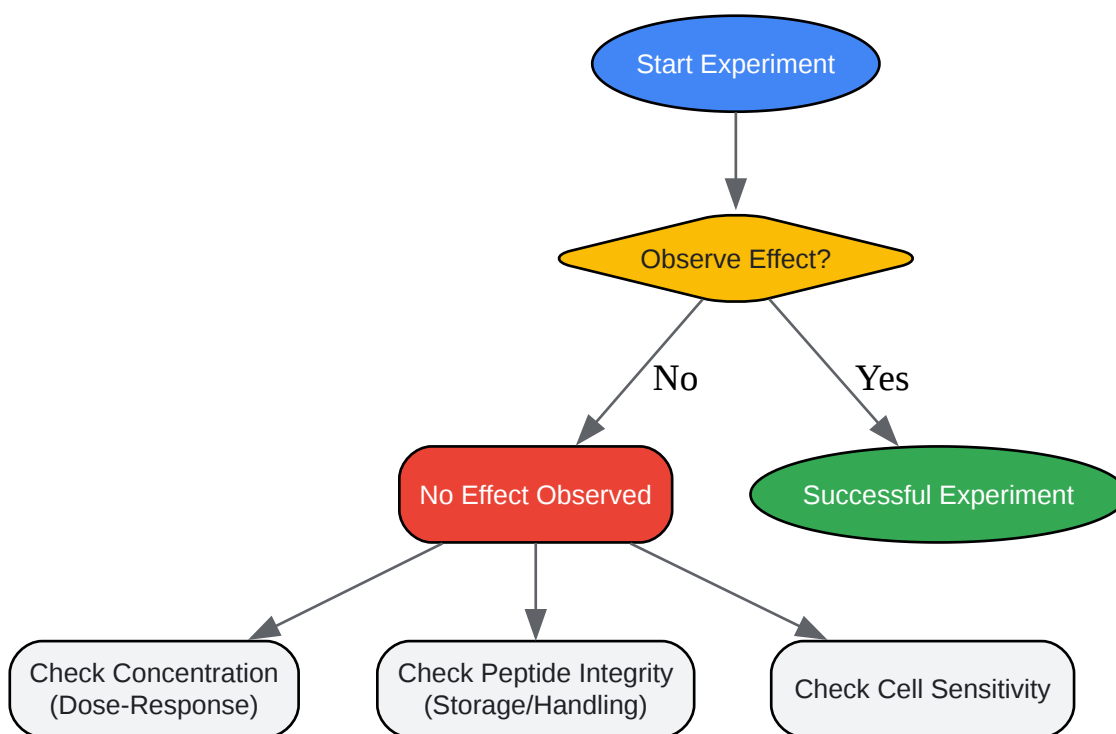 Start Experiment
Observe Effect?
No
Yes
No Effect Observed
Successful Experiment
Check Concentration
(Dose-Response)
Check Peptide Integrity
(Storage/Handling)
Check Cell Sensitivity